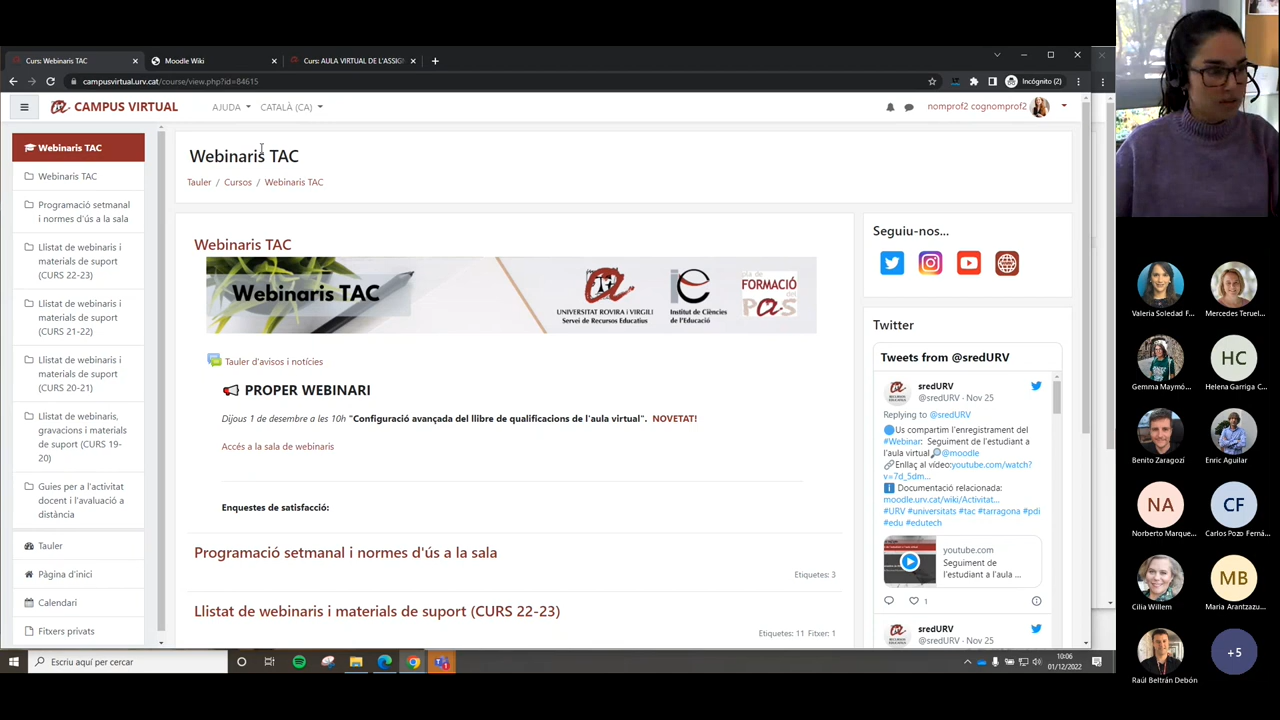 Curs: Webinaris TAC
Moodle Wiki
Curs: AULA VIRTUAL DE L'ASSIG
campusvirtual.urv.cat/course/view.php?id=84615
Incógnito (2)
CAMPUS VIRTUAL
AJUDA
CATALÀ (CA)
nomprof2 cognomprof2
Webinaris TAC
Webinaris TAC
Programació setmanal
i normes d'ús a la sala
Llistat de webinaris i
materials de suport
(CURS 22-23)
Llistat de webinaris i
materials de suport
(CURS 21-22)
Llistat de webinaris i
materials de suport
(CURS 20-21)
Llistat de webinaris,
gravacions i materials
de suport (CURS 19-
20)
Guies per a l'activitat
docent i l'avaluació a
distància
Tauler
Pàgina d'inici
Calendari
Fitxers privats
Webinaris TAC
Tauler / Cursos / Webinaris TAC
Webinaris TAC
Webinaris TAC
UNIVERSITAT ROVIRA i VIRGILI
Servei de Recursos Educatius
Institut de Ciències
de l'Educació
pla de
FORMACIÓ
del
PAS
Tauler d'avisos i notícies
PROPER WEBINARI
Dijous 1 de desembre a les 10h "Configuració avançada del llibre de qualificacions de l'aula virtual". NOVETAT!
Accés a la sala de webinaris
Enquestes de satisfacció:
Programació setmanal i normes d'ús a la sala
Etiquetes: 3
Llistat de webinaris i materials de suport (CURS 22-23)
Etiquetes: 11 Fitxer: 1
Seguiu-nos...
Twitter
Tweets from @sredURV
sredURV
@sredURV · Nov 25
Replying to @sredURV
Us compartim l'enregistrament del
#Webinar: Seguiment de l'estudiant a
l'aula virtual @moodle
Enllaç al vídeo:youtube.com/watch?
v=7d_5dm...
Documentació relacionada:
moodle.urv.cat/wiki/Activitat...
#URV #universitats #tac #tarragona #pdi
#edu #edutech
youtube.com
Seguiment de
l'estudiant a l'aula ...
1
sredURV
@sredURV · Nov 25
Escriu aquí per cercar
10:06
01/12/2022
Valeria Soledad F...
Mercedes Teruel...
Gemma Maymó...
HC
Helena Garriga C...
Benito Zaragozí
Enric Aguilar
NA
Norberto Marque...
CF
Carlos Pozo Ferná...
Cilia Willem
MB
Maria Arantzazu...
Raúl Beltrán Debón
+5